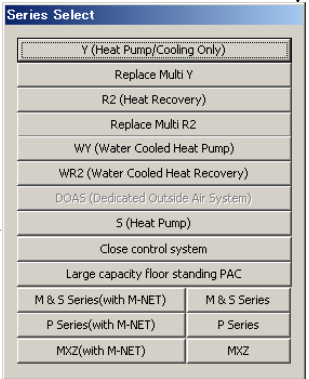 Series Select
Y (Heat Pump/Cooling Only)
Replace Multi Y
R2 (Heat Recovery)
Replace Multi R2
WY (Water Cooled Heat Pump)
WR2 (Water Cooled Heat Recovery)
DOAS (Dedicated Outside Air System)
S (Heat Pump)
Close control system
Large capacity floor standing PAC
M & S Series(with M-NET) M & S Series
P Series(with M-NET) P Series
MXZ(with M-NET) MXZ